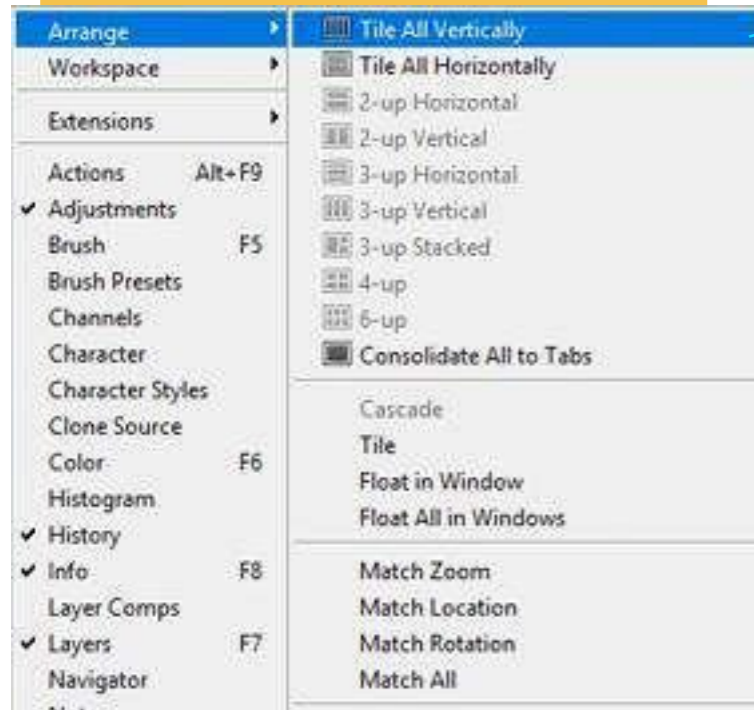 Arrange
Workspace
Extensions
Actions Alt+F9
Adjustments
Brush F5
Brush Presets
Channels
Character
Character Styles
Clone Source
Color F6
Histogram
History
Info F8
Layer Comps
Layers F7
Navigator
Tile All Vertically
Tile All Horizontally
2-up Horizontal
2-up Vertical
3-up Horizontal
3-up Vertical
3-up Stacked
4-up
6-up
Consolidate All to Tabs
Cascade
Tile
Float in Window
Float All in Windows
Match Zoom
Match Location
Match Rotation
Match All